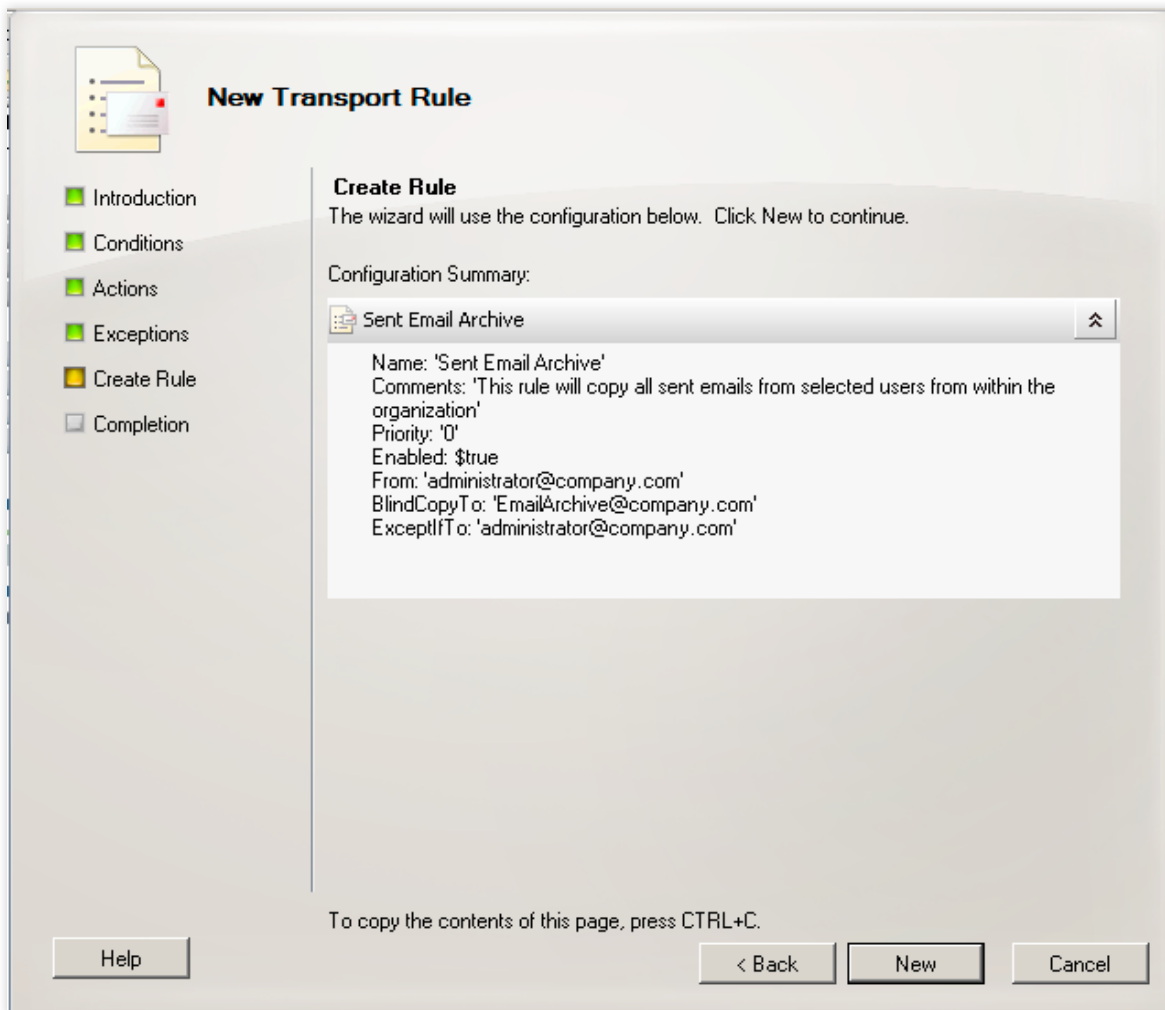 New Transport Rule
Introduction
Conditions
Actions
Exceptions
Create Rule
Completion
Create Rule
The wizard will use the configuration below.  Click New to continue.
Configuration Summary:
Sent Email Archive
Name: 'Sent Email Archive'
Comments: 'This rule will copy all sent emails from selected users from within the
organization'
Priority: '0'
Enabled: $true
From: 'administrator@company.com'
BlindCopyTo: 'EmailArchive@company.com'
ExceptIfTo: 'administrator@company.com'
To copy the contents of this page, press CTRL+C.
Help
< Back
New
Cancel